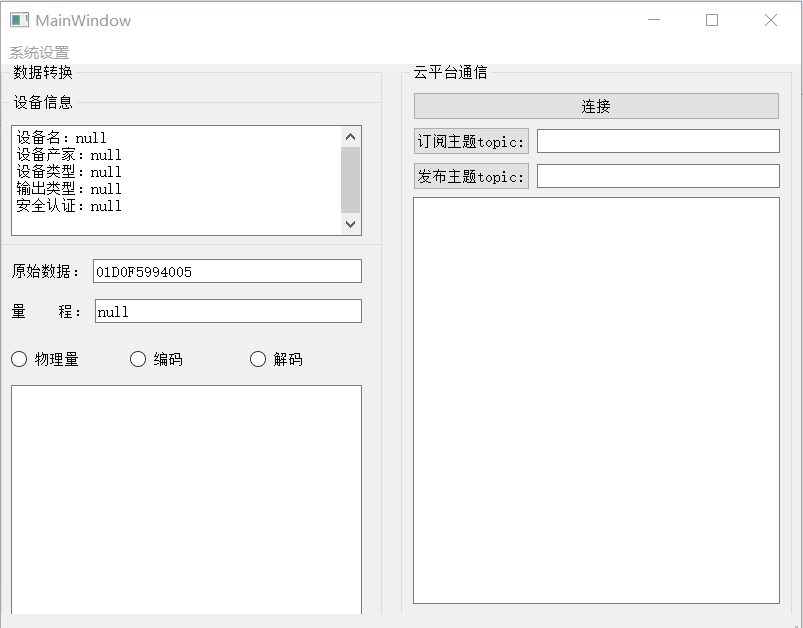 MainWindow
系统设置
数据转换
设备信息
设备名：null
设备产家：null
设备类型：null
输出类型：null
安全认证：null
原始数据： 01D0F5994005
量 程： null
物理量 编码 解码
云平台通信
连接
订阅主题topic:
发布主题topic: